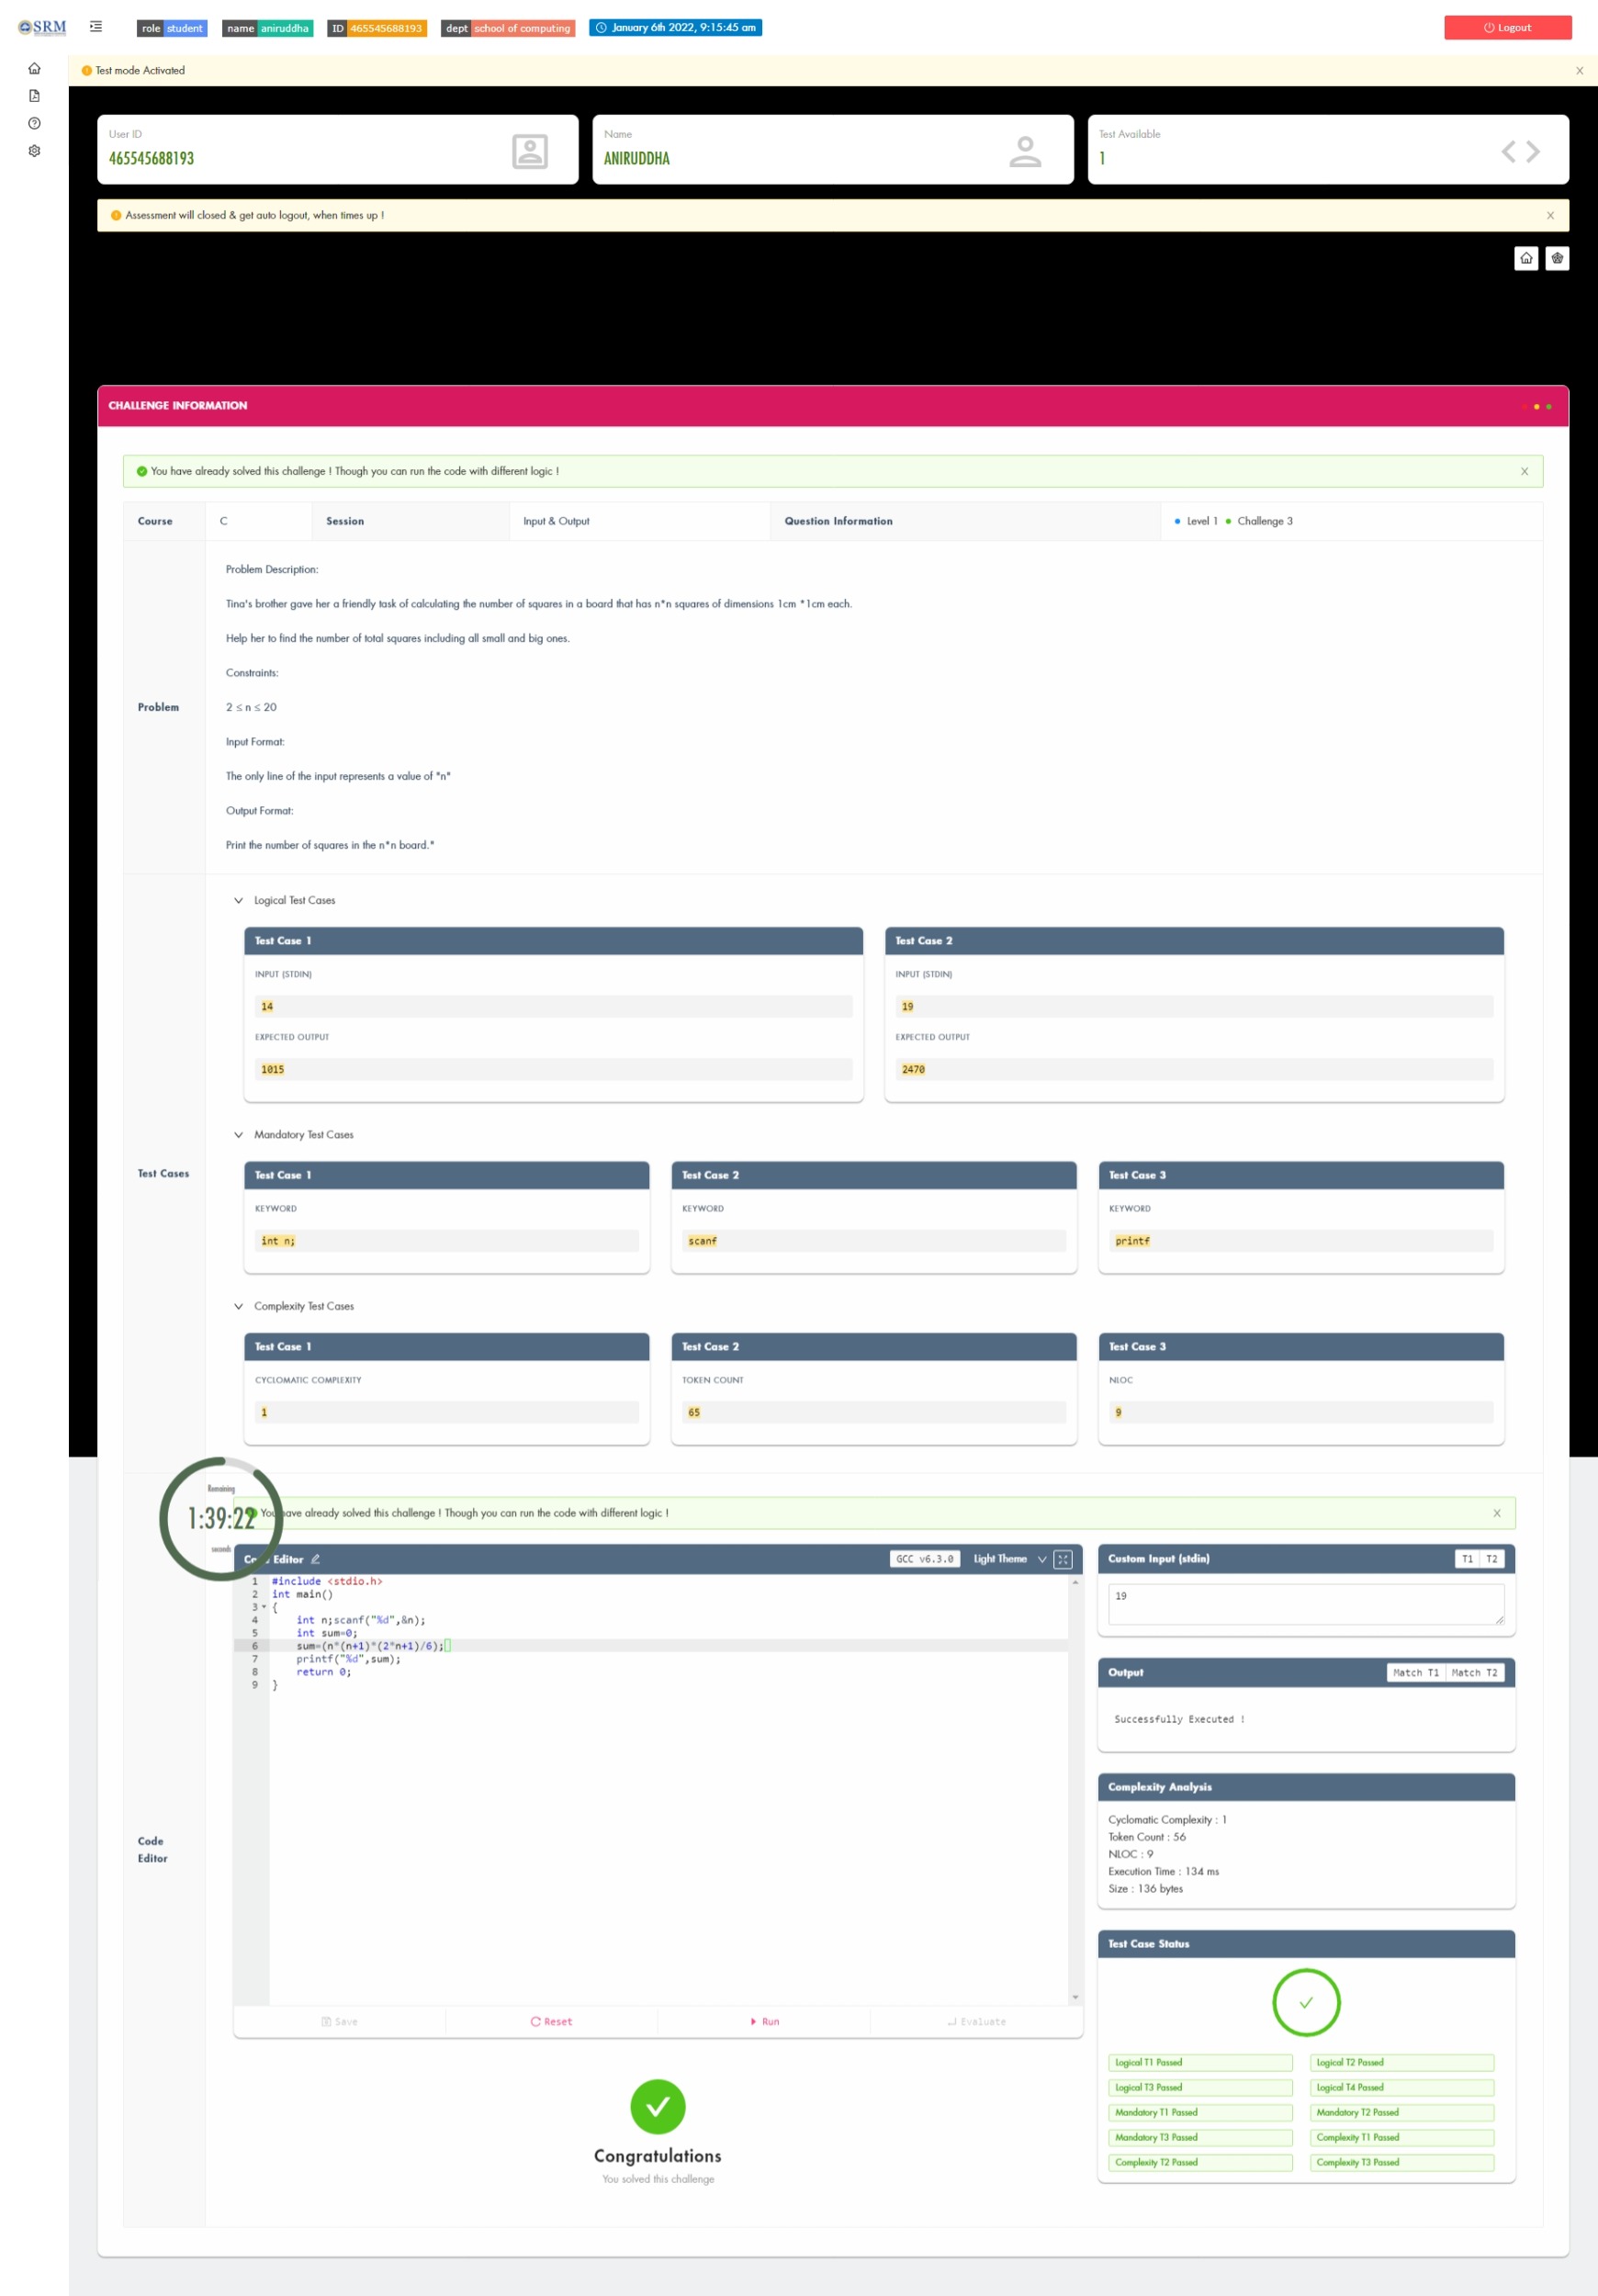 SRM
role student name aniruddha ID 465545688193 dept school of computing January 6th 2022, 9:15:45 am Logout
Test mode Activated
User ID
465545688193
Name
ANIRUDDHA
Test Available
1
Assessment will closed & get auto logout, when times up !
CHALLENGE INFORMATION
You have already solved this challenge ! Though you can run the code with different logic !
Course C Session Input & Output Question Information Level 1 Challenge 3
Problem
Problem Description:
Tina's brother gave her a friendly task of calculating the number of squares in a board that has n*n squares of dimensions 1cm *1cm each.
Help her to find the number of total squares including all small and big ones.
Constraints:
2 ≤ n ≤ 20
Input Format:
The only line of the input represents a value of "n"
Output Format:
Print the number of squares in the n*n board."
Test Cases
Logical Test Cases
Test Case 1
INPUT (STDIN)
14
EXPECTED OUTPUT
1015
Test Case 2
INPUT (STDIN)
19
EXPECTED OUTPUT
2470
Mandatory Test Cases
Test Case 1
KEYWORD
int n;
Test Case 2
KEYWORD
scanf
Test Case 3
KEYWORD
printf
Complexity Test Cases
Test Case 1
CYCLOMATIC COMPLEXITY
1
Test Case 2
TOKEN COUNT
65
Test Case 3
NLOC
9
Remaining
1:39:22
seconds
You have already solved this challenge ! Though you can run the code with different logic !
Code Editor
Code Editor GCC v6.3.0 Light Theme
1 #include <stdio.h>
2 int main()
3 {
4 int n;scanf("%d",&n);
5 int sum=0;
6 sum=(n*(n+1)*(2*n+1)/6);
7 printf("%d",sum);
8 return 0;
9 }
Save Reset Run Evaluate
Congratulations
You solved this challenge
Custom Input (stdin) T1 T2
19
Output Match T1 Match T2
Successfully Executed !
Complexity Analysis
Cyclomatic Complexity : 1
Token Count : 56
NLOC : 9
Execution Time : 134 ms
Size : 136 bytes
Test Case Status
Logical T1 Passed Logical T2 Passed
Logical T3 Passed Logical T4 Passed
Mandatory T1 Passed Mandatory T2 Passed
Mandatory T3 Passed Complexity T1 Passed
Complexity T2 Passed Complexity T3 Passed